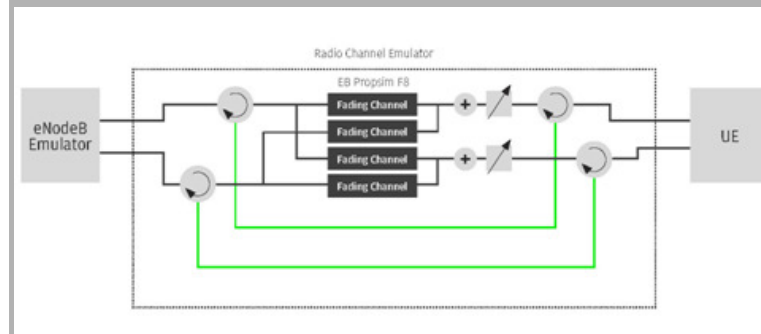 Radio Channel Emulator
EB Propsim F8
eNodeB
Emulator
Fading Channel
Fading Channel
Fading Channel
Fading Channel
+
+
UE